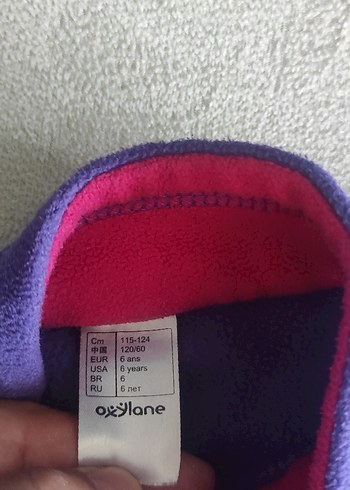 Cm 115-124
中国 120/60
EUR 6 ans
USA 6 years
BR 6
RU 6 лет
oxylane